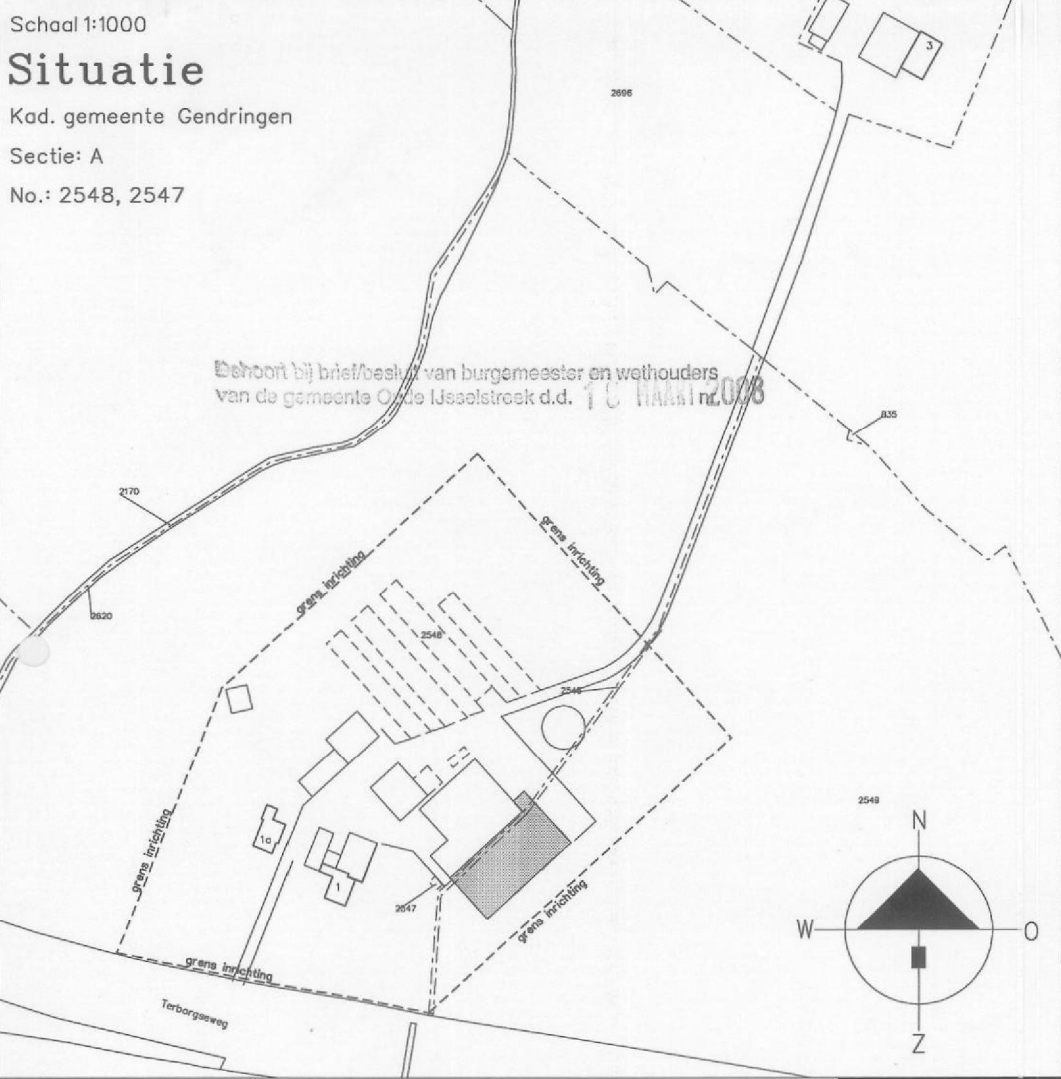 Schaal 1:1000
Situatie
Kad. gemeente Gendringen
Sectie: A
No.: 2548, 2547
3
2696
Behoort bij brief/besluit van burgemeester en wethouders
van de gemeente Oude IJsselstreek d.d. MAART nr. 2008
835
2170
grens inrichting
grens inrichting
2620
2548
2546
2549
grens inrichting
1a
1
2547
grens inrichting
grens inrichting
Terborgseweg
N
W
O
Z